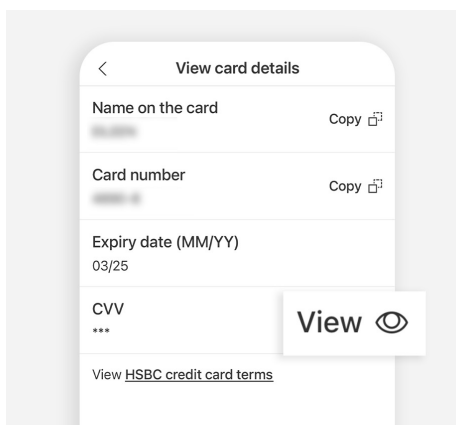 View card details
Name on the card
Copy
Card number
Copy
Expiry date (MM/YY)
03/25
CVV
***
View
View HSBC credit card terms